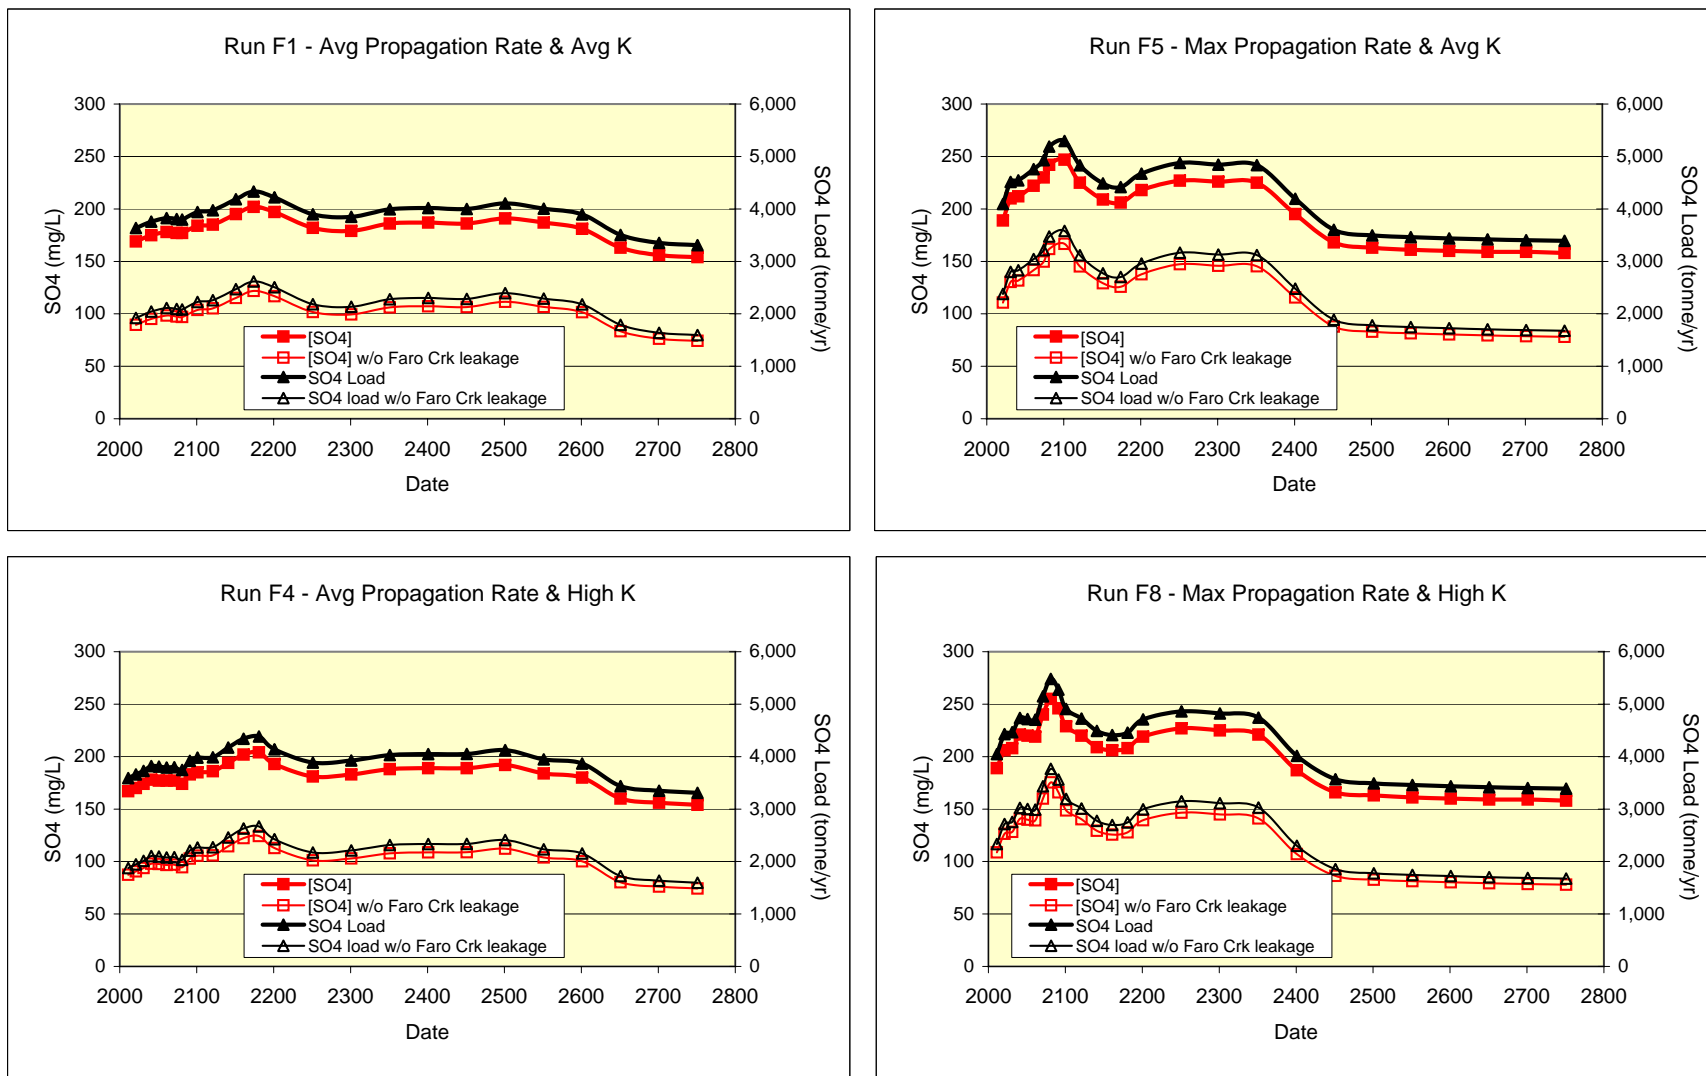 Run F1 - Avg Propagation Rate & Avg K
300
250
200
150
100
50
0
6,000
5,000
4,000
3,000
2,000
1,000
0
SO4 (mg/L)
SO4 Load (tonne/yr)
[SO4]
[SO4] w/o Faro Crk leakage
SO4 Load
SO4 load w/o Faro Crk leakage
2000 2100 2200 2300 2400 2500 2600 2700 2800
Date
Run F5 - Max Propagation Rate & Avg K
300
250
200
150
100
50
0
6,000
5,000
4,000
3,000
2,000
1,000
0
SO4 (mg/L)
SO4 Load (tonne/yr)
[SO4]
[SO4] w/o Faro Crk leakage
SO4 Load
SO4 load w/o Faro Crk leakage
2000 2100 2200 2300 2400 2500 2600 2700 2800
Date
Run F4 - Avg Propagation Rate & High K
300
250
200
150
100
50
0
6,000
5,000
4,000
3,000
2,000
1,000
0
SO4 (mg/L)
SO4 Load (tonne/yr)
[SO4]
[SO4] w/o Faro Crk leakage
SO4 Load
SO4 load w/o Faro Crk leakage
2000 2100 2200 2300 2400 2500 2600 2700 2800
Date
Run F8 - Max Propagation Rate & High K
300
250
200
150
100
50
0
6,000
5,000
4,000
3,000
2,000
1,000
0
SO4 (mg/L)
SO4 Load (tonne/yr)
[SO4]
[SO4] w/o Faro Crk leakage
SO4 Load
SO4 load w/o Faro Crk leakage
2000 2100 2200 2300 2400 2500 2600 2700 2800
Date